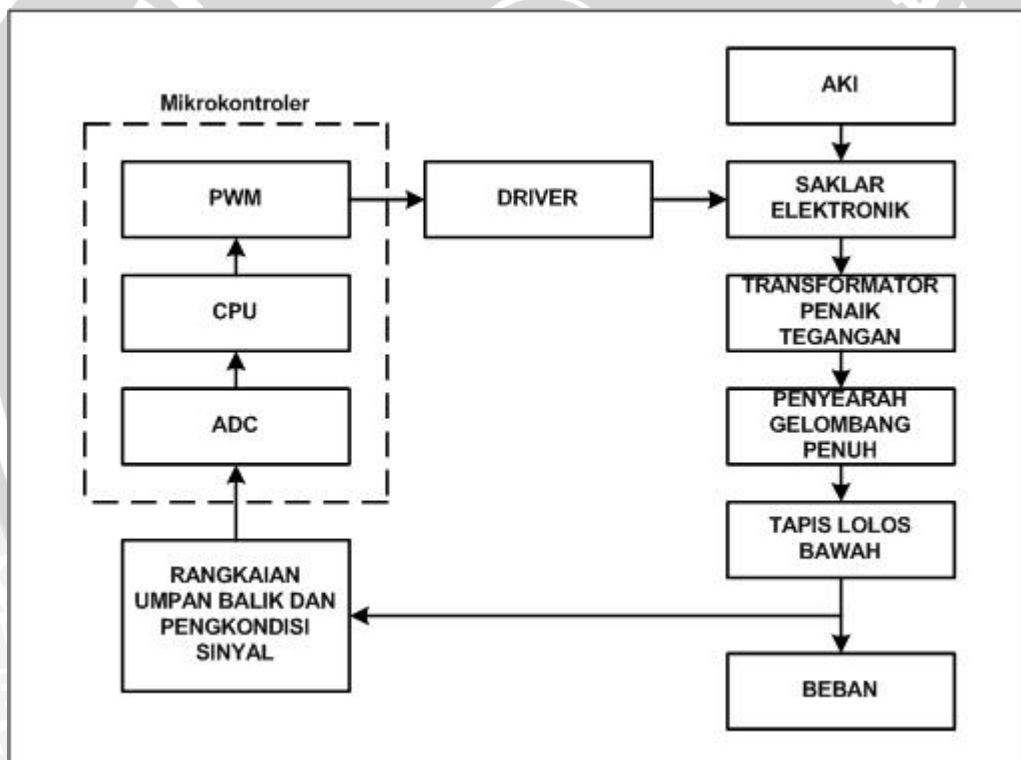 Mikrokontroler
PWM
CPU
ADC
RANGKAIAN
UMPAN BALIK DAN
PENGKONDISI
SINYAL
DRIVER
AKI
SAKLAR
ELEKTRONIK
TRANSFORMATOR
PENAIK
TEGANGAN
PENYEARAH
GELOMBANG
PENUH
TAPIS LOLOS
BAWAH
BEBAN